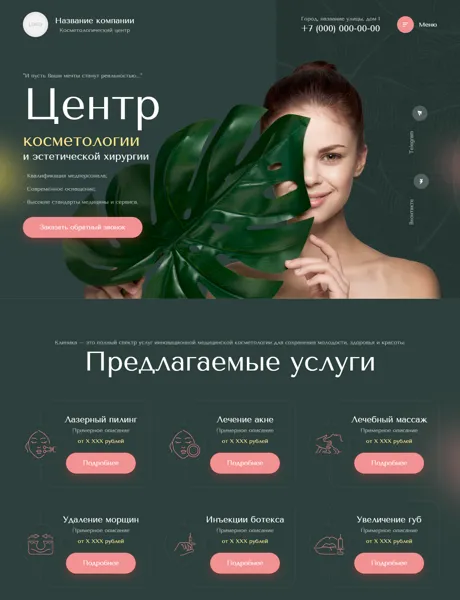 LOGO
Название компании
Косметологический центр
Город, название улицы, дом 1
+7 (000) 000-00-00
Меню
"И пусть Ваши мечты станут реальностью..."
Центр
косметологии
и эстетической хирургии
Квалификация медперсонала;
Современное оснащение;
Высокие стандарты медицины и сервиса.
Заказать обратный звонок
Telegram
Вконтакте
Клиника — это полный спектр услуг инновационной медицинской косметологии для сохранения молодости, здоровья и красоты.
Предлагаемые услуги
Лазерный пилинг
Примерное описание
от X XXX рублей
Подробнее
Лечение акне
Примерное описание
от X XXX рублей
Подробнее
Лечебный массаж
Примерное описание
от X XXX рублей
Подробнее
Удаление морщин
Примерное описание
от X XXX рублей
Подробнее
Инъекции ботекса
Примерное описание
от X XXX рублей
Подробнее
Увеличение губ
Примерное описание
от X XXX рублей
Подробнее